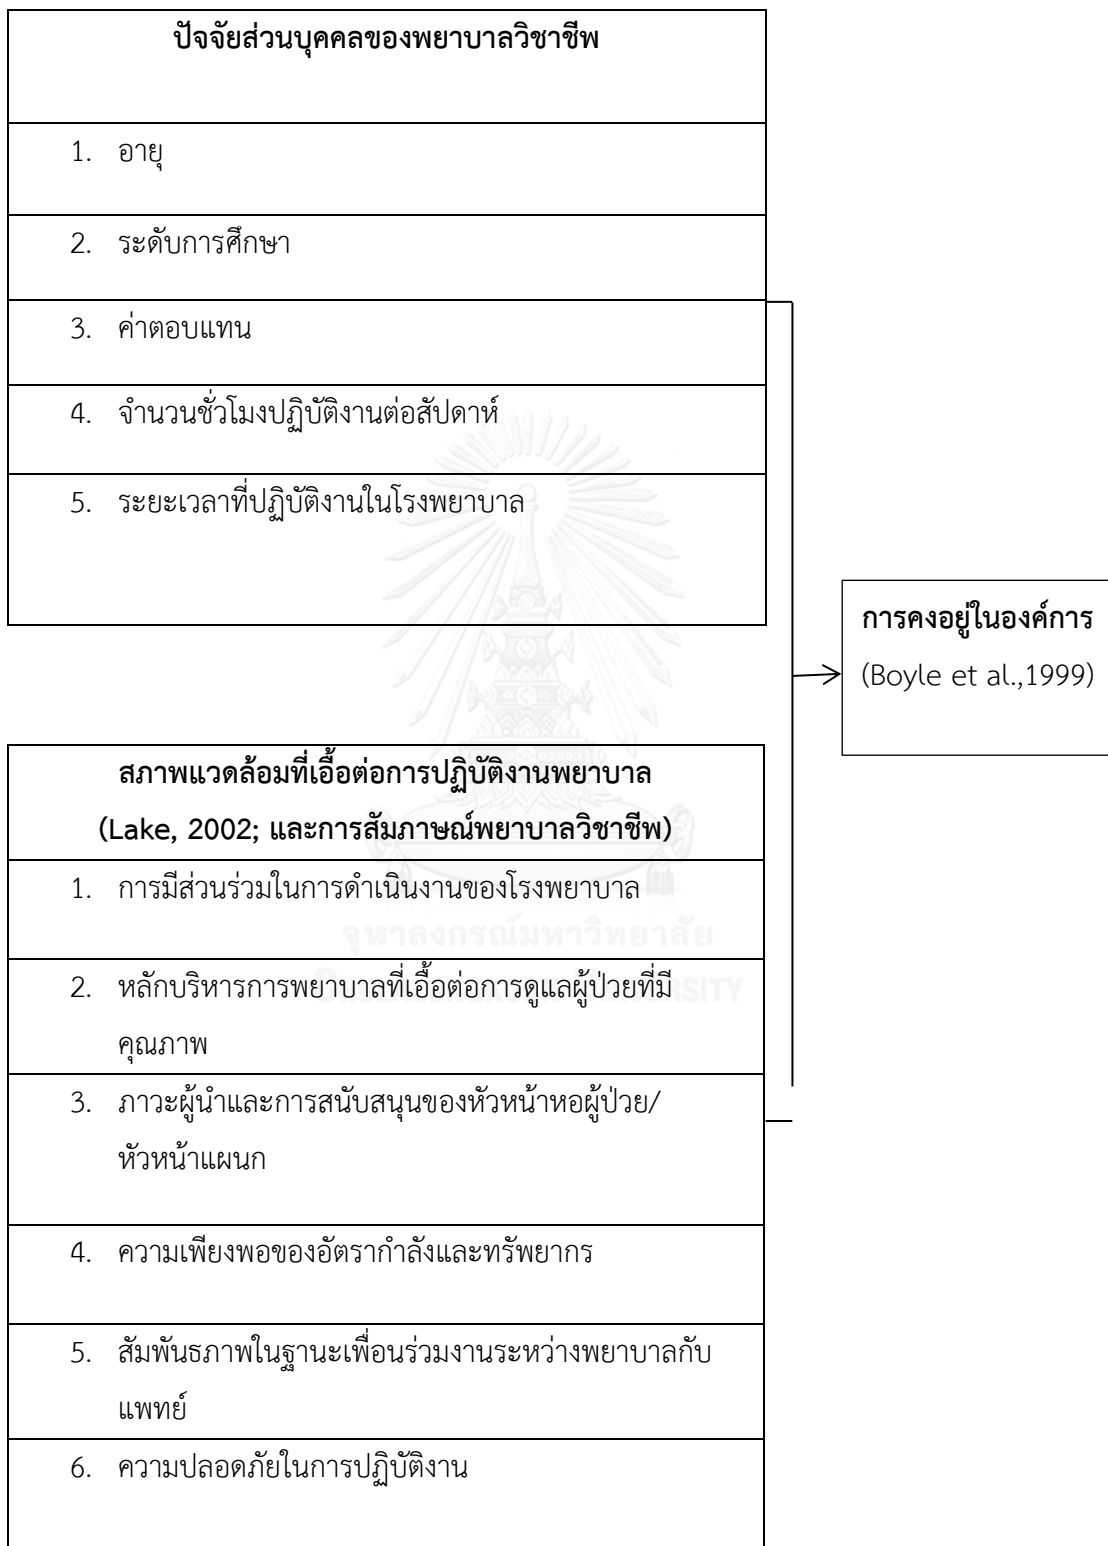 ปัจจัยส่วนบุคคลของพยาบาลวิชาชีพ
1. อายุ
2. ระดับการศึกษา
3. ค่าตอบแทน
4. จำนวนชั่วโมงปฏิบัติงานต่อสัปดาห์
5. ระยะเวลาที่ปฏิบัติงานในโรงพยาบาล
การคงอยู่ในองค์การ
(Boyle et al.,1999)
สภาพแวดล้อมที่เอื้อต่อการปฏิบัติงานพยาบาล
(Lake, 2002; และการสัมภาษณ์พยาบาลวิชาชีพ)
1. การมีส่วนร่วมในการดำเนินงานของโรงพยาบาล
จุฬาลงกรณ์มหาวิทยาลัย
2. หลักบริหารการพยาบาลที่เอื้อต่อการดูแลผู้ป่วยที่มี
คุณภาพ
3. ภาวะผู้นำและการสนับสนุนของหัวหน้าหอผู้ป่วย/
หัวหน้าแผนก
4. ความเพียงพอของอัตรากำลังและทรัพยากร
5. สัมพันธภาพในฐานะเพื่อนร่วมงานระหว่างพยาบาลกับ
แพทย์
6. ความปลอดภัยในการปฏิบัติงาน